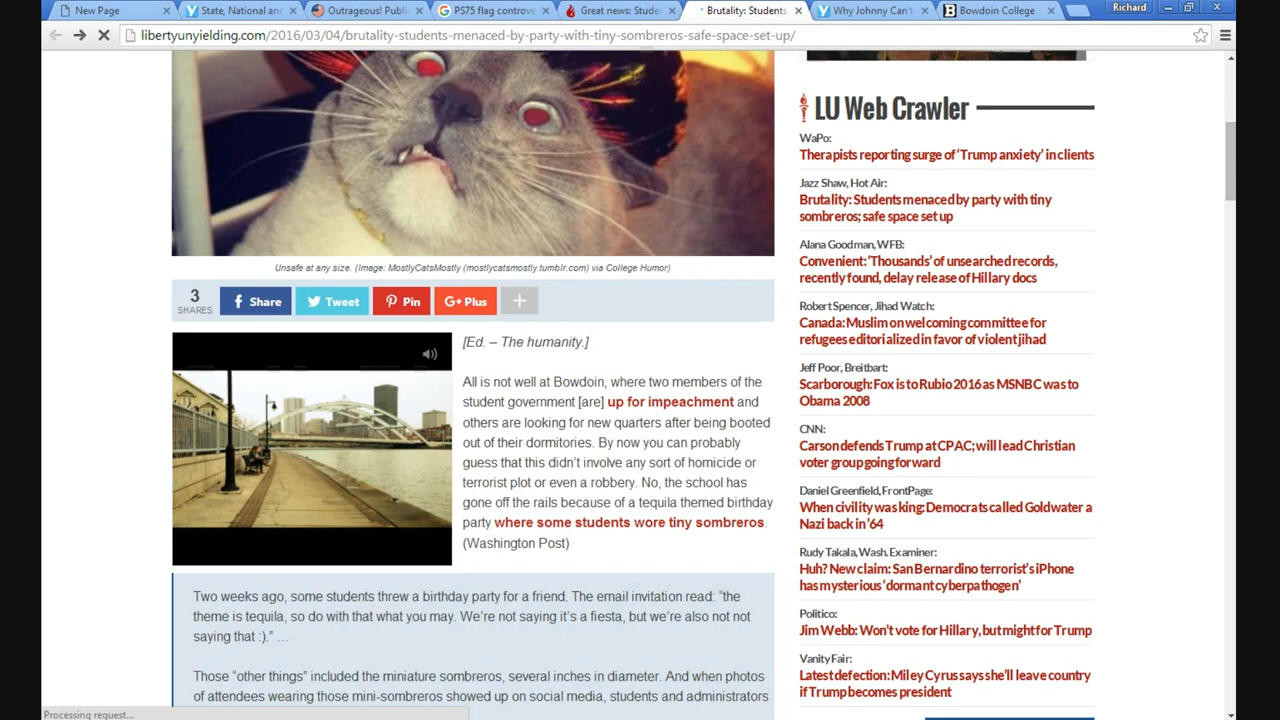 New Page
State, National and
Outrageous! Publi
PS75 flag controve
Great news: Stude
Brutality: Students
Why Johnny Can'
Bowdoin College
Richard
libertyunyielding.com/2016/03/04/brutality-students-menaced-by-party-with-tiny-sombreros-safe-space-set-up/
Unsafe at any size. (Image: MostlyCatsMostly (mostlycatsmostly.tumblr.com) via College Humor)
3
SHARES
Share
Tweet
Pin
G+ Plus
+
[Ed. – The humanity.]
All is not well at Bowdoin, where two members of the
student government [are] up for impeachment and
others are looking for new quarters after being booted
out of their dormitories. By now you can probably
guess that this didn't involve any sort of homicide or
terrorist plot or even a robbery. No, the school has
gone off the rails because of a tequila themed birthday
party where some students wore tiny sombreros.
(Washington Post)
Two weeks ago, some students threw a birthday party for a friend. The email invitation read: “the
theme is tequila, so do with that what you may. We're not saying it's a fiesta, but we're also not not
saying that :).” …
Those “other things” included the miniature sombreros, several inches in diameter. And when photos
of attendees wearing those mini-sombreros showed up on social media, students and administrators
LU Web Crawler
WaPo:
Therapists reporting surge of 'Trump anxiety' in clients
Jazz Shaw, Hot Air:
Brutality: Students menaced by party with tiny
sombreros; safe space set up
Alana Goodman, WFB:
Convenient: 'Thousands' of unsearched records,
recently found, delay release of Hillary docs
Robert Spencer, Jihad Watch:
Canada: Muslim on welcoming committee for
refugees editorialized in favor of violent jihad
Jeff Poor, Breitbart:
Scarborough: Fox is to Rubio 2016 as MSNBC was to
Obama 2008
CNN:
Carson defends Trump at CPAC; will lead Christian
voter group going forward
Daniel Greenfield, FrontPage:
When civility was king: Democrats called Goldwater a
Nazi back in '64
Rudy Takala, Wash. Examiner:
Huh? New claim: San Bernardino terrorist's iPhone
has mysterious 'dormant cyber pathogen'
Politico:
Jim Webb: Won't vote for Hillary, but might for Trump
Vanity Fair:
Latest defection: Miley Cyrus says she'll leave country
if Trump becomes president
Processing request...